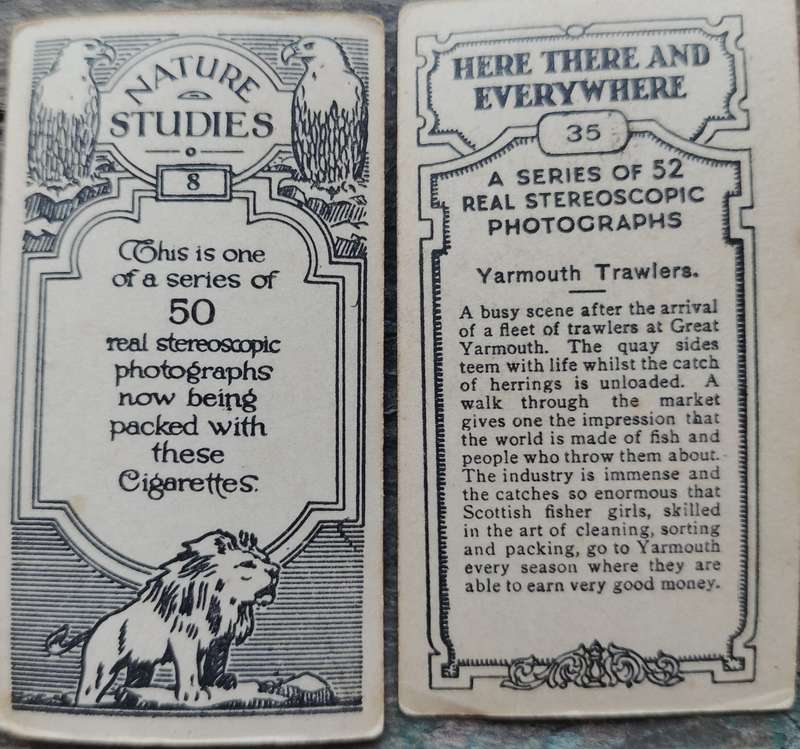 NATURE
STUDIES
8
This is one
of a series of
50
real stereoscopic
photographs
now being
packed with
these
Cigarettes.
HERE THERE AND
EVERYWHERE
35
A SERIES OF 52
REAL STEREOSCOPIC
PHOTOGRAPHS
Yarmouth Trawlers.
A busy scene after the arrival
of a fleet of trawlers at Great
Yarmouth. The quay sides
teem with life whilst the catch
of herrings is unloaded. A
walk through the market
gives one the impression that
the world is made of fish and
people who throw them about.
The industry is immense and
the catches so enormous that
Scottish fisher girls, skilled
in the art of cleaning, sorting
and packing, go to Yarmouth
every season where they are
able to earn very good money.